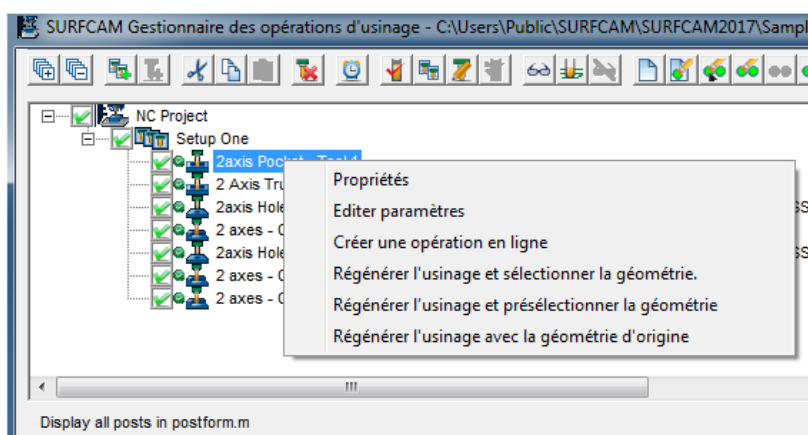 SURFCAM Gestionnaire des opérations d'usinage - C:\Users\Public\SURFCAM\SURFCAM2017\Sampl
NC Project
Setup One
2axis Pocket - Tool 1
2 Axis Tru
2axis Hole
2 axes - C
2axis Hole
2 axes - C
2 axes - C
Propriétés
Editer paramètres
Créer une opération en ligne
Régénérer l'usinage et sélectionner la géométrie.
Régénérer l'usinage et présélectionner la géométrie
Régénérer l'usinage avec la géométrie d'origine
Display all posts in postform.m